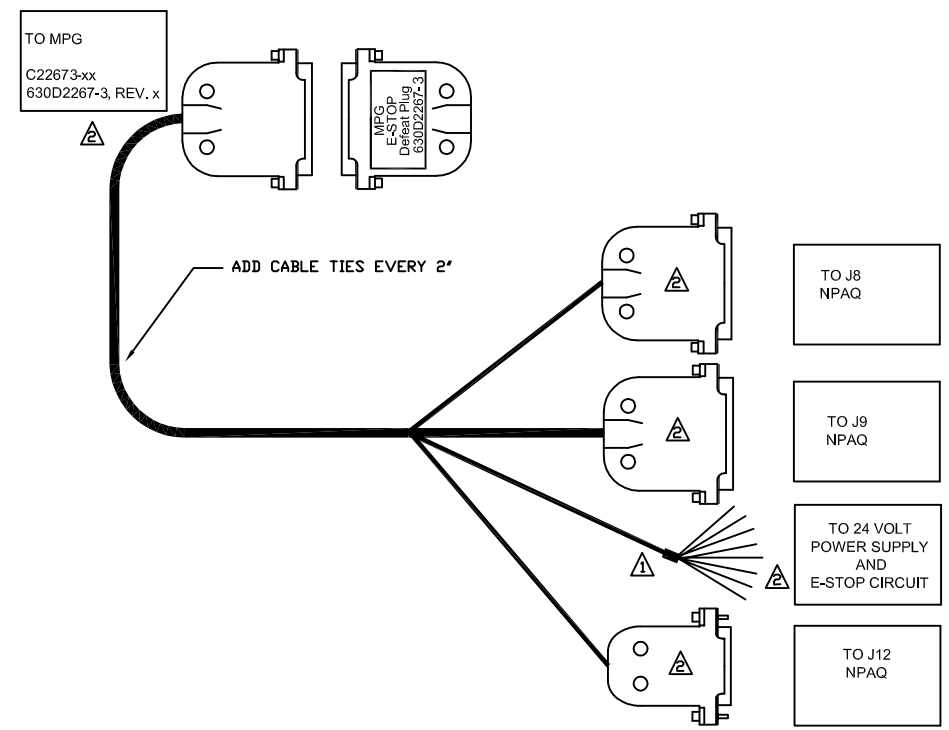 TO MPG
C22673-xx
630D2267-3, REV. x
2
MPG
E-STOP
Defeat Plug
630D2267-3
ADD CABLE TIES EVERY 2"
2
TO J8
NPAQ
2
TO J9
NPAQ
1
2
TO 24 VOLT
POWER SUPPLY
AND
E-STOP CIRCUIT
2
TO J12
NPAQ